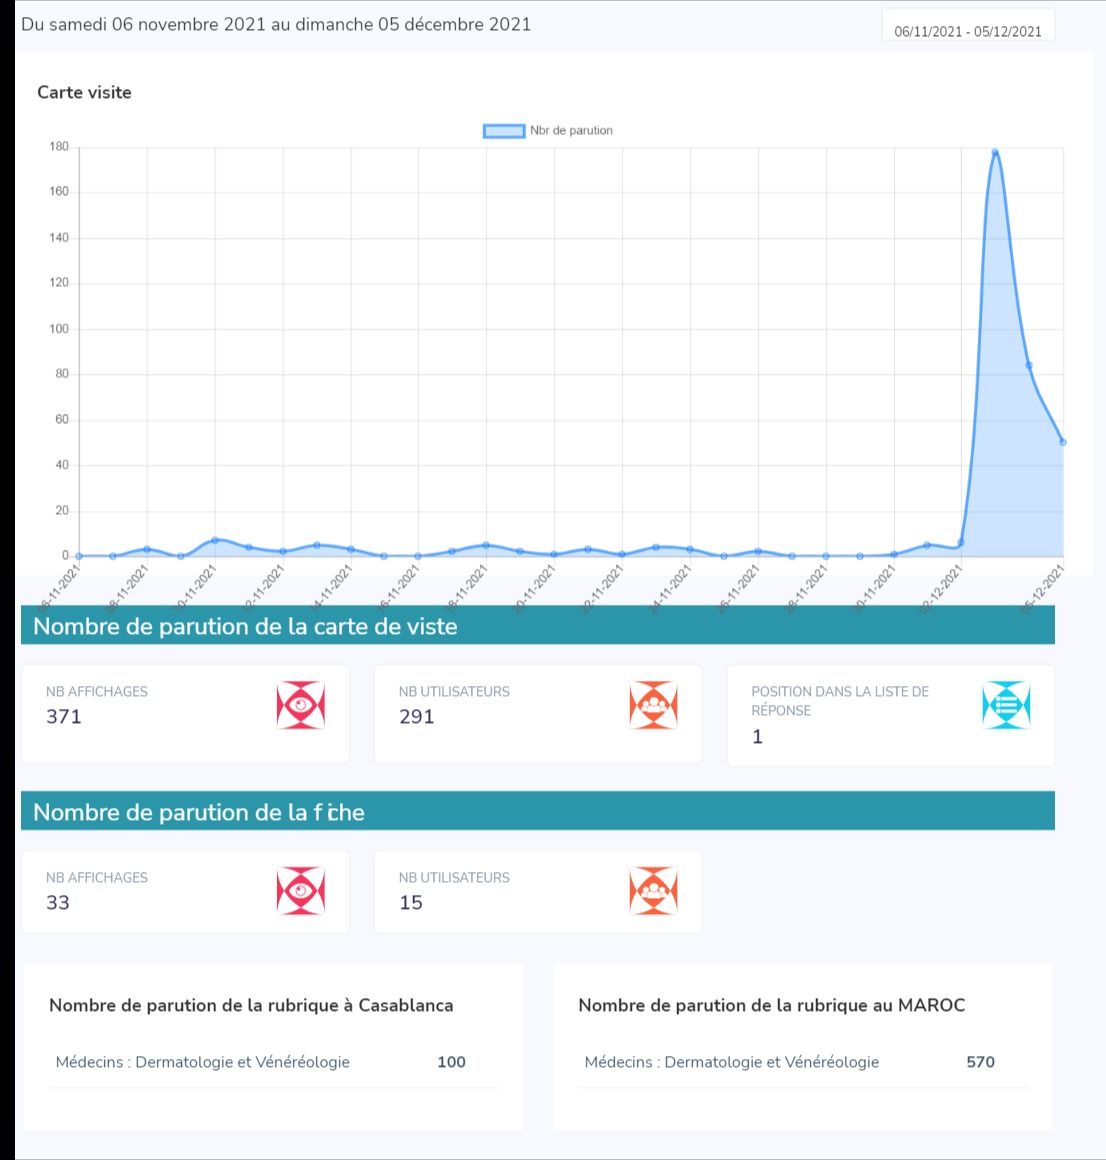 Du samedi 06 novembre 2021 au dimanche 05 décembre 2021
06/11/2021 - 05/12/2021
Carte visite
Nbr de parution
180
160
140
120
100
80
60
40
20
0
06-11-2021
08-11-2021
10-11-2021
12-11-2021
14-11-2021
16-11-2021
18-11-2021
20-11-2021
22-11-2021
24-11-2021
26-11-2021
28-11-2021
30-11-2021
02-12-2021
05-12-2021
Nombre de parution de la carte de viste
NB AFFICHAGES
371
NB UTILISATEURS
291
POSITION DANS LA LISTE DE
RÉPONSE
1
Nombre de parution de la fiche
NB AFFICHAGES
33
NB UTILISATEURS
15
Nombre de parution de la rubrique à Casablanca
Médecins : Dermatologie et Vénéréologie 100
Nombre de parution de la rubrique au MAROC
Médecins : Dermatologie et Vénéréologie 570